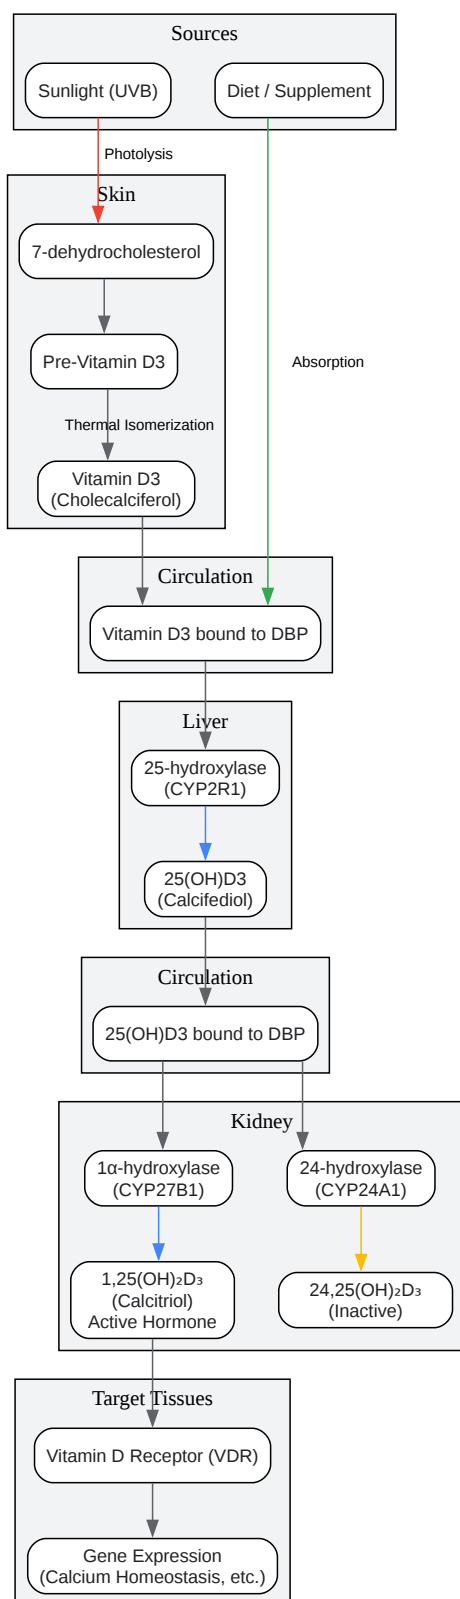 Sources
Sunlight (UVB)
Diet / Supplement
Photolysis
Skin
7-dehydrocholesterol
Pre-Vitamin D3
Absorption
Thermal Isomerization
Vitamin D3
(Cholecalciferol)
Circulation
Vitamin D3 bound to DBP
Liver
25-hydroxylase
(CYP2R1)
25(OH)D3
(Calcifediol)
Circulation
25(OH)D3 bound to DBP
Kidney
1α-hydroxylase
(CYP27B1)
24-hydroxylase
(CYP24A1)
1,25(OH)₂D₃
(Calcitriol)
Active Hormone
24,25(OH)₂D₃
(Inactive)
Target Tissues
Vitamin D Receptor (VDR)
Gene Expression
(Calcium Homeostasis, etc.)